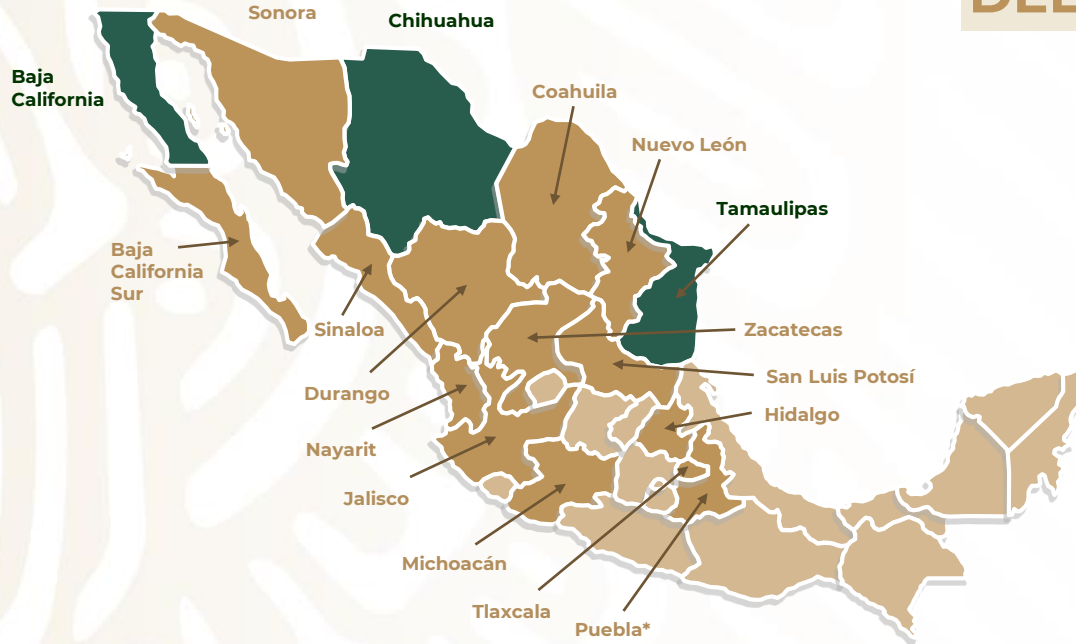 Sonora
Chihuahua
Baja
California
Coahuila
Nuevo León
Tamaulipas
Baja
California
Sur
Sinaloa
Zacatecas
San Luis Potosí
Durango
Hidalgo
Nayarit
Jalisco
Michoacán
Tlaxcala
Puebla*